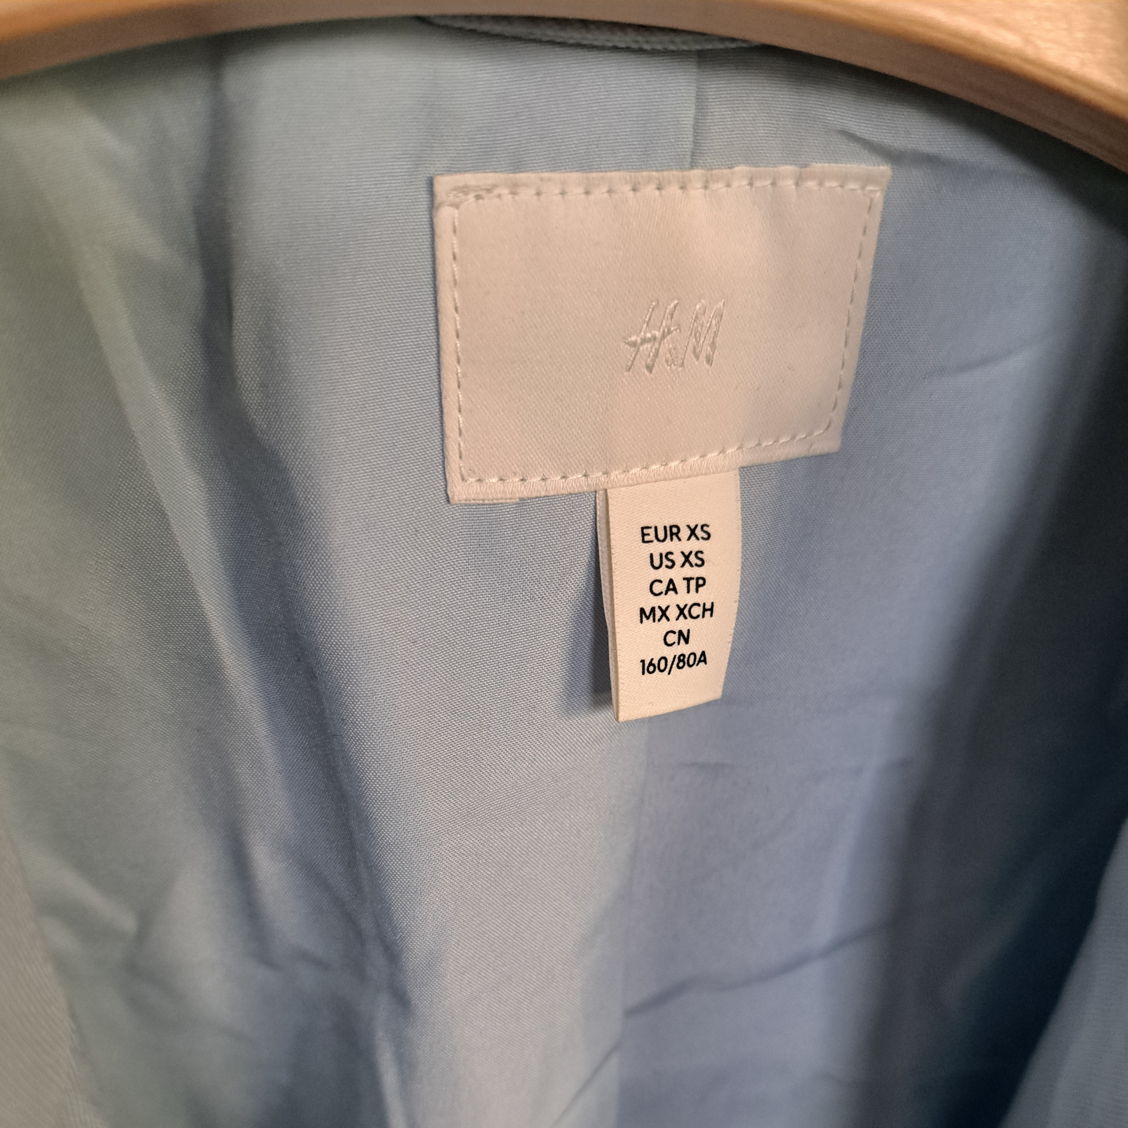 H&M
EUR XS
US XS
CA TP
MX XCH
CN
160/80A